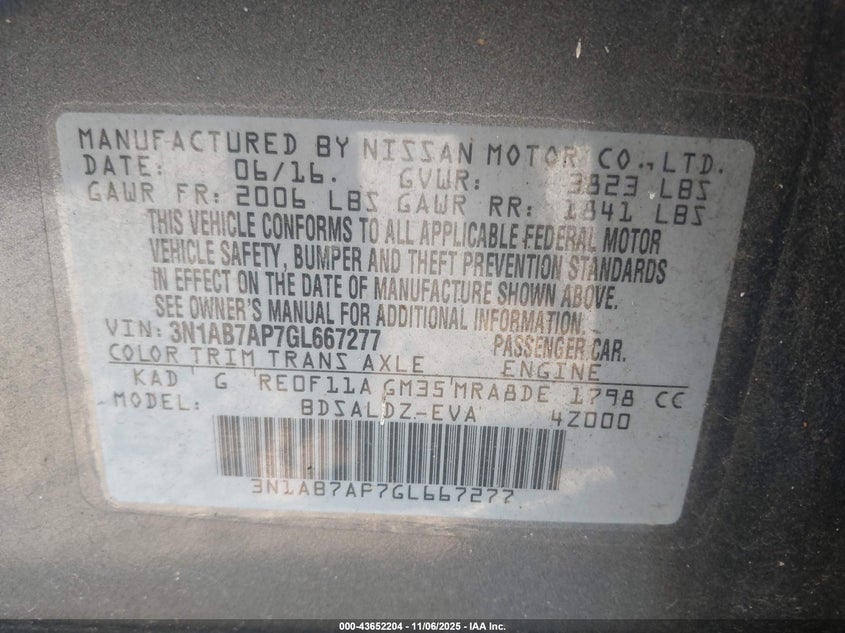 MANUFACTURED BY NISSAN MOTOR CO., LTD.
DATE: 06/16. GVWR: 3823 LBS
GAWR FR: 2006 LBS GAWR RR: 1841 LBS
THIS VEHICLE CONFORMS TO ALL APPLICABLE FEDERAL MOTOR
VEHICLE SAFETY, BUMPER AND THEFT PREVENTION STANDARDS
IN EFFECT ON THE DATE OF MANUFACTURE SHOWN ABOVE.
SEE OWNER'S MANUAL FOR ADDITIONAL INFORMATION.
VIN: 3N1AB7AP7GL667277 PASSENGER CAR.
COLOR TRIM TRANS AXLE ENGINE
KAD G RE0F11A GM35 MRA8DE 1798 CC
MODEL: BDSALDZ-EVA 4Z000
3N1AB7AP7GL667277
000-43652204 - 11/06/2025 - IAA Inc.